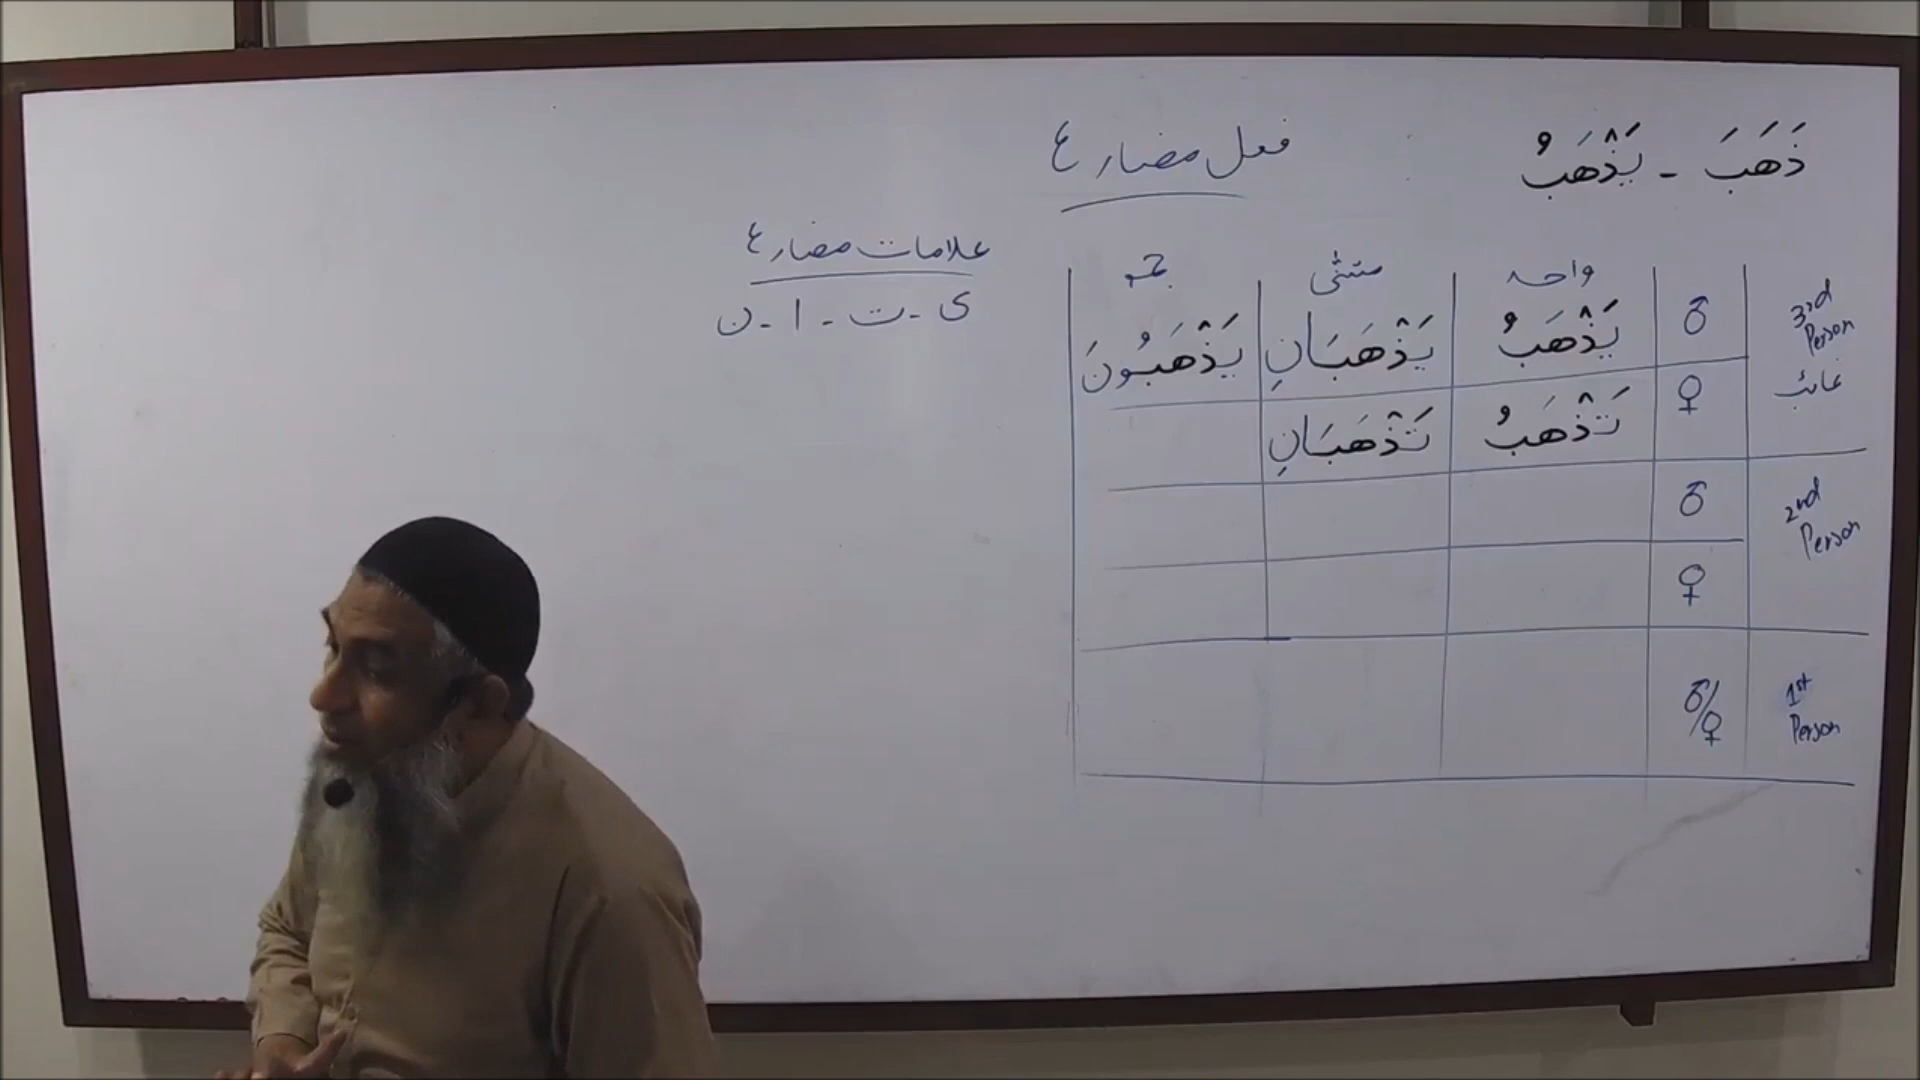 ذَهَبَ - يَذْهَبُ
فعل مضارع
علامات مضارع
ی - ت - ا - ن
واحد مثنّی جمع
3rd Person غائب ♂ يَذْهَبُ يَذْهَبَانِ يَذْهَبُونَ
♀ تَذْهَبُ تَذْهَبَانِ
2nd Person ♂
♀
1st Person ♂/♀